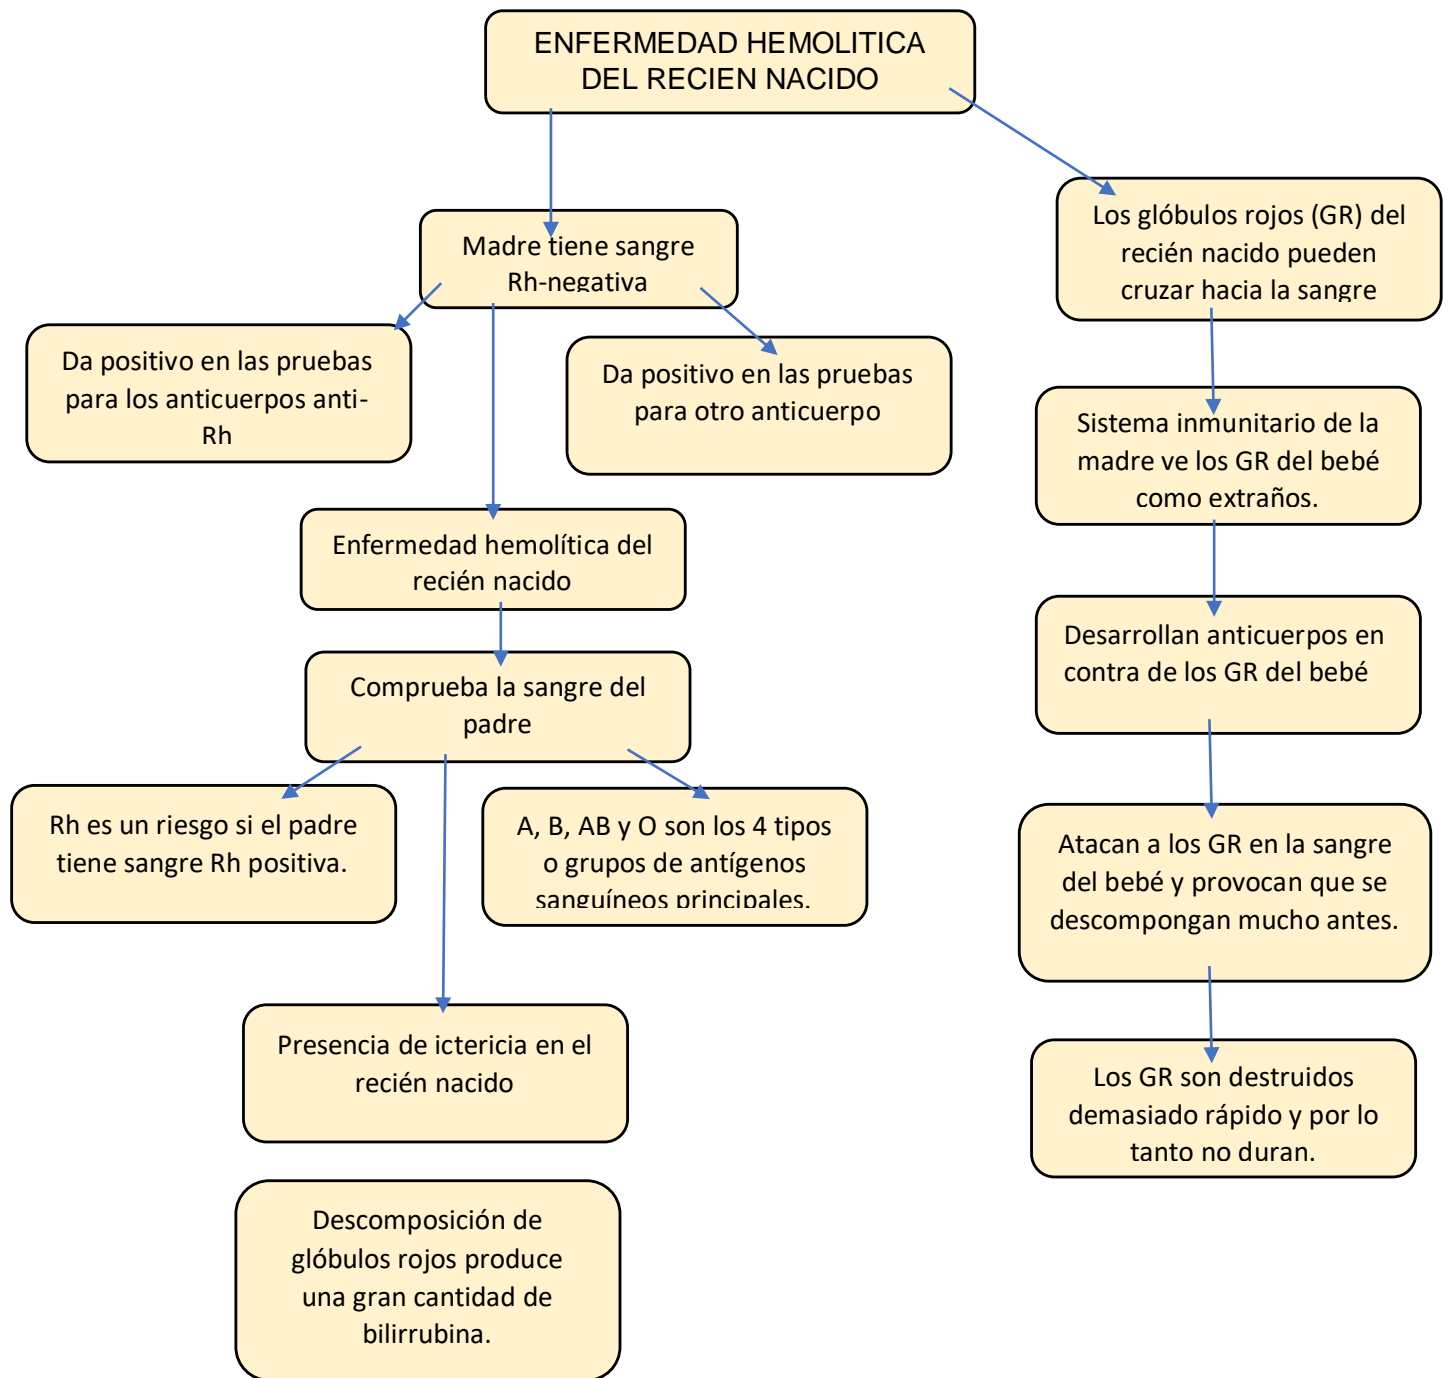 ENFERMEDAD HEMOLITICA
DEL RECIEN NACIDO
Madre tiene sangre
Rh-negativa
Los glóbulos rojos (GR) del
recién nacido pueden
cruzar hacia la sangre
Da positivo en las pruebas
para los anticuerpos anti-
Rh
Da positivo en las pruebas
para otro anticuerpo
Sistema inmunitario de la
madre ve los GR del bebé
como extraños.
Enfermedad hemolítica del
recién nacido
Desarrollan anticuerpos en
contra de los GR del bebé
Comprueba la sangre del
padre
Rh es un riesgo si el padre
tiene sangre Rh positiva.
A, B, AB y O son los 4 tipos
o grupos de antígenos
sanguíneos principales.
Atacan a los GR en la sangre
del bebé y provocan que se
descompongan mucho antes.
Presencia de ictericia en el
recién nacido
Los GR son destruidos
demasiado rápido y por lo
tanto no duran.
Descomposición de
glóbulos rojos produce
una gran cantidad de
bilirrubina.